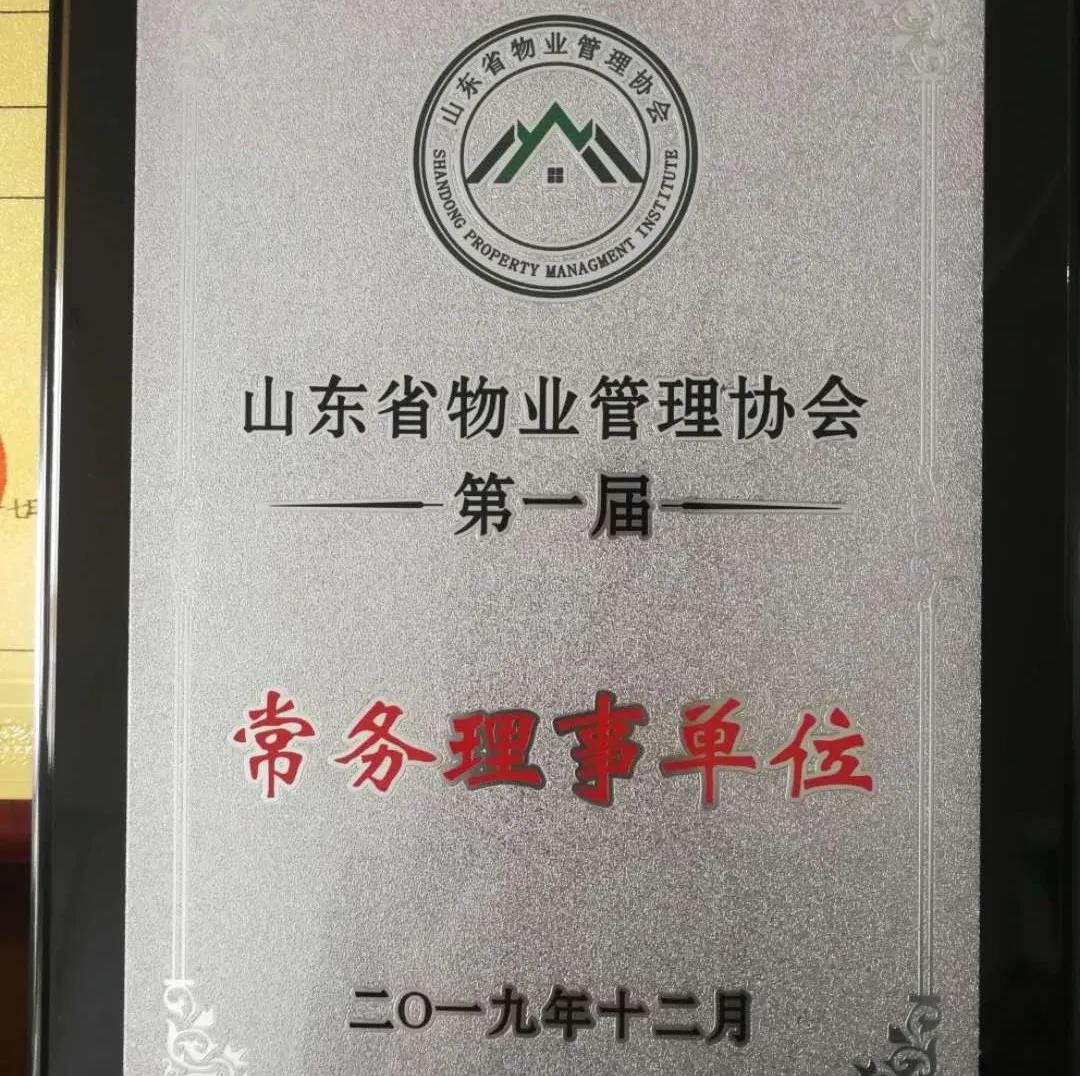 山东省物业管理协会
SHANDONG PROPERTY MANAGMENT INSTITUTE
山东省物业管理协会
第一届
常务理事单位
二〇一九年十二月
七月